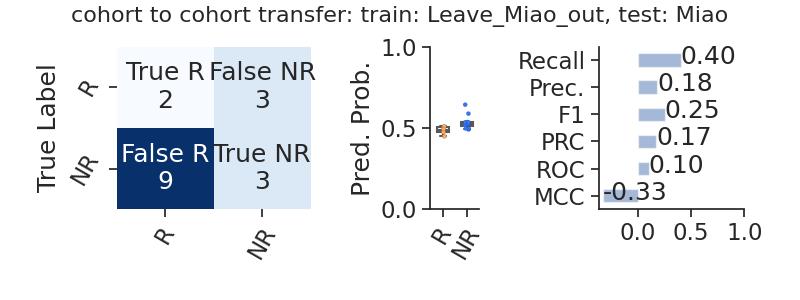 cohort to cohort transfer: train: Leave_Miao_out, test: Miao
True Label
R
NR
True R
2
False NR
3
False R
9
True NR
3
R
NR
Pred. Prob.
1.0
0.5
0.0
R
NR
Recall
0.40
Prec.
0.18
F1
0.25
PRC
0.17
ROC
0.10
MCC
-0.33
0.0
0.5
1.0